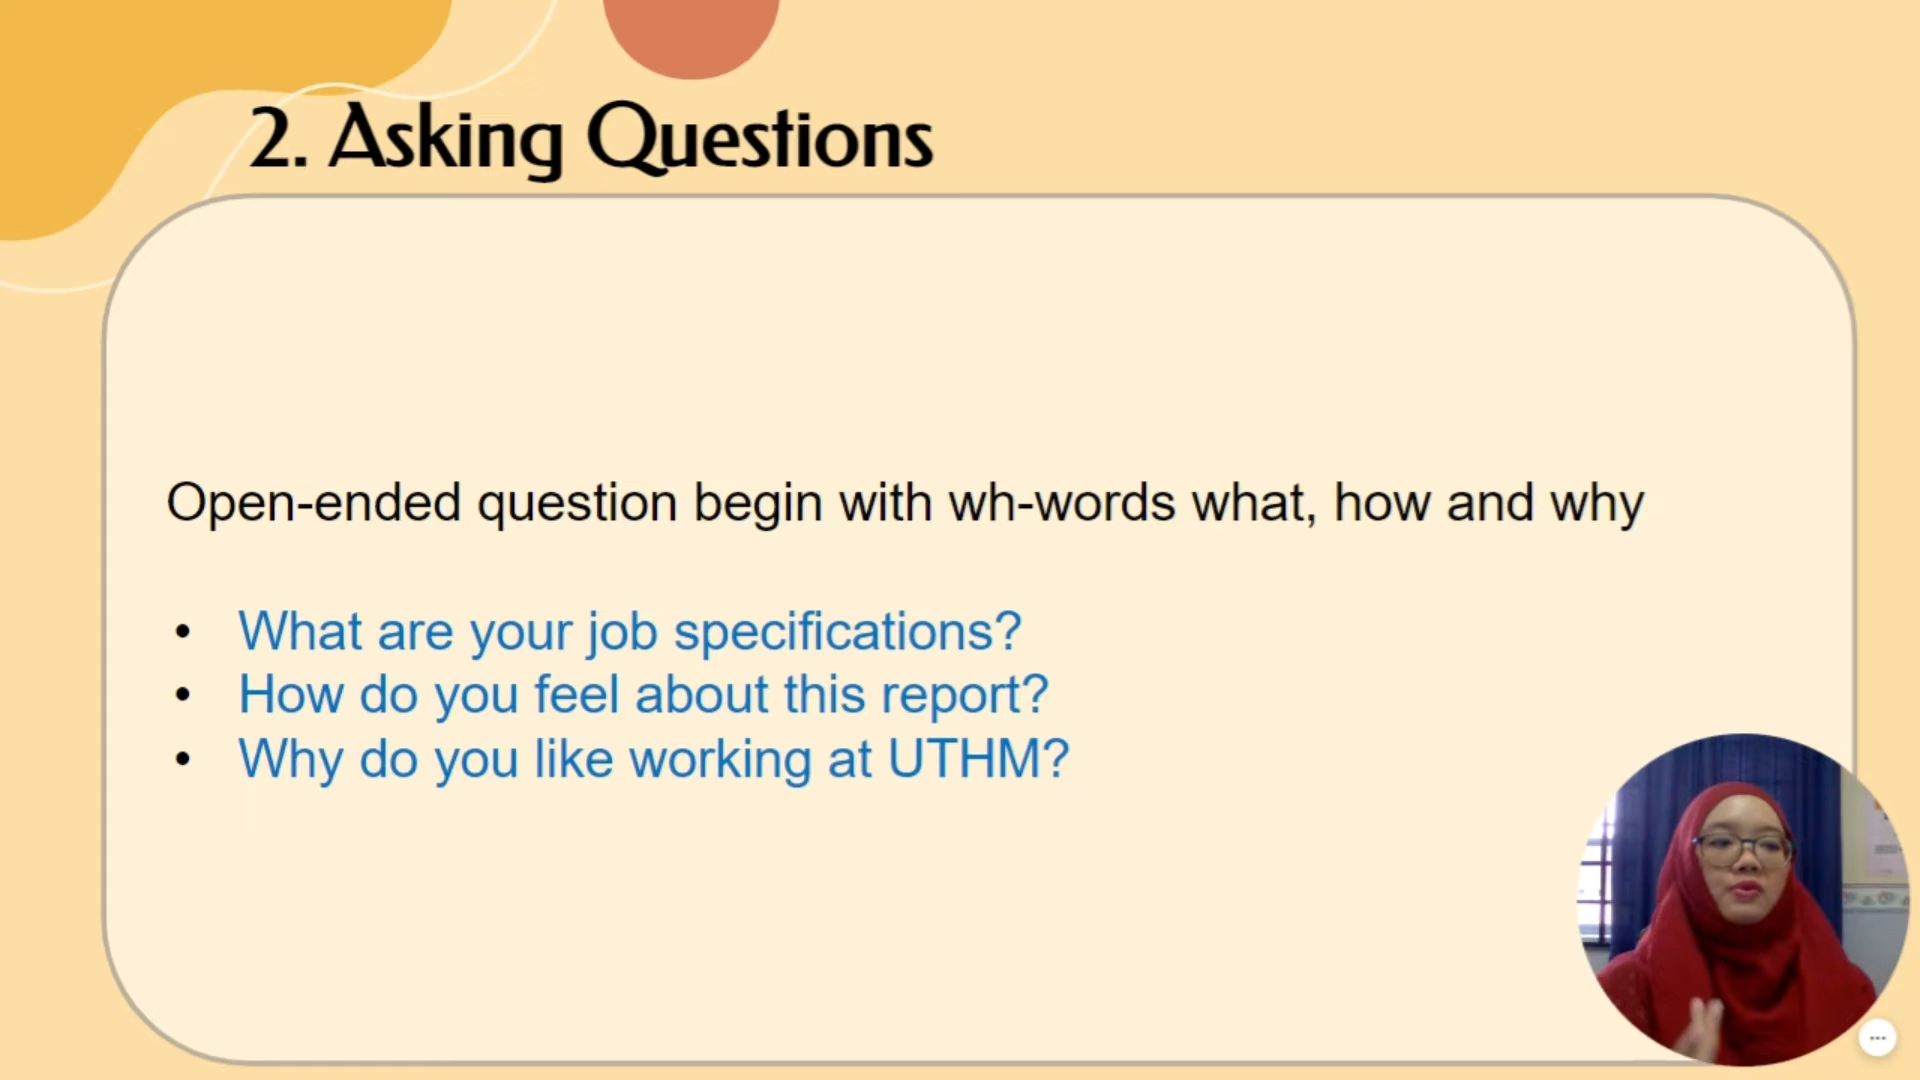 2. Asking Questions
Open-ended question begin with wh-words what, how and why
• What are your job specifications?
• How do you feel about this report?
• Why do you like working at UTHM?